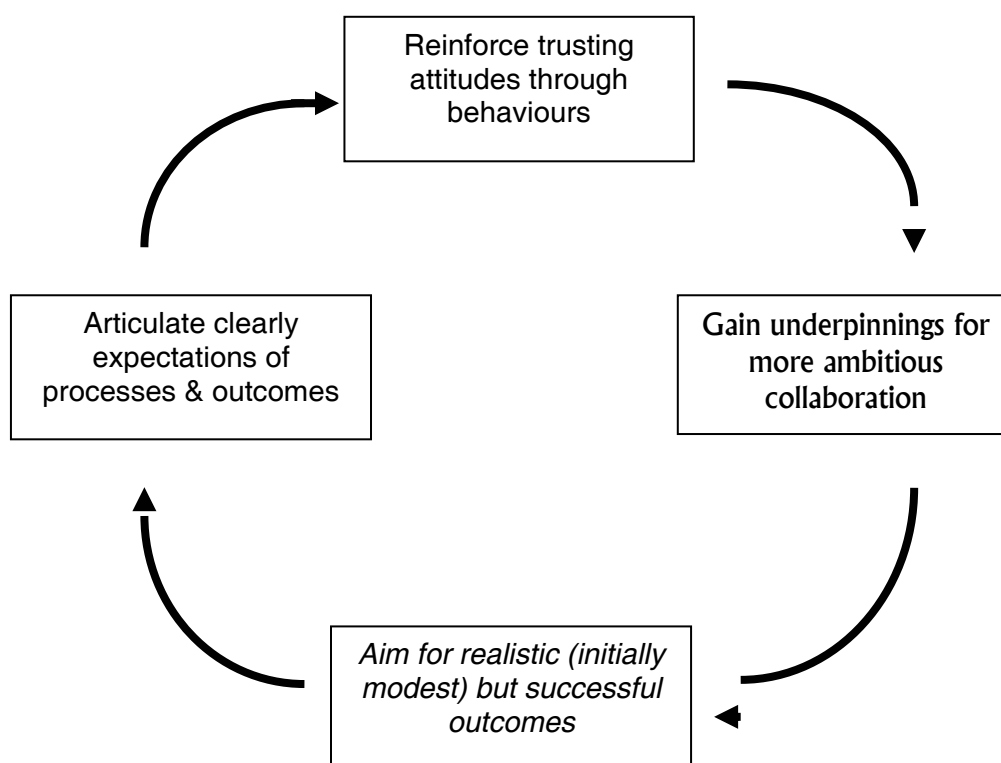 Reinforce trusting
attitudes through
behaviours
Articulate clearly
expectations of
processes & outcomes
Gain underpinnings for
more ambitious
collaboration
Aim for realistic (initially
modest) but successful
outcomes